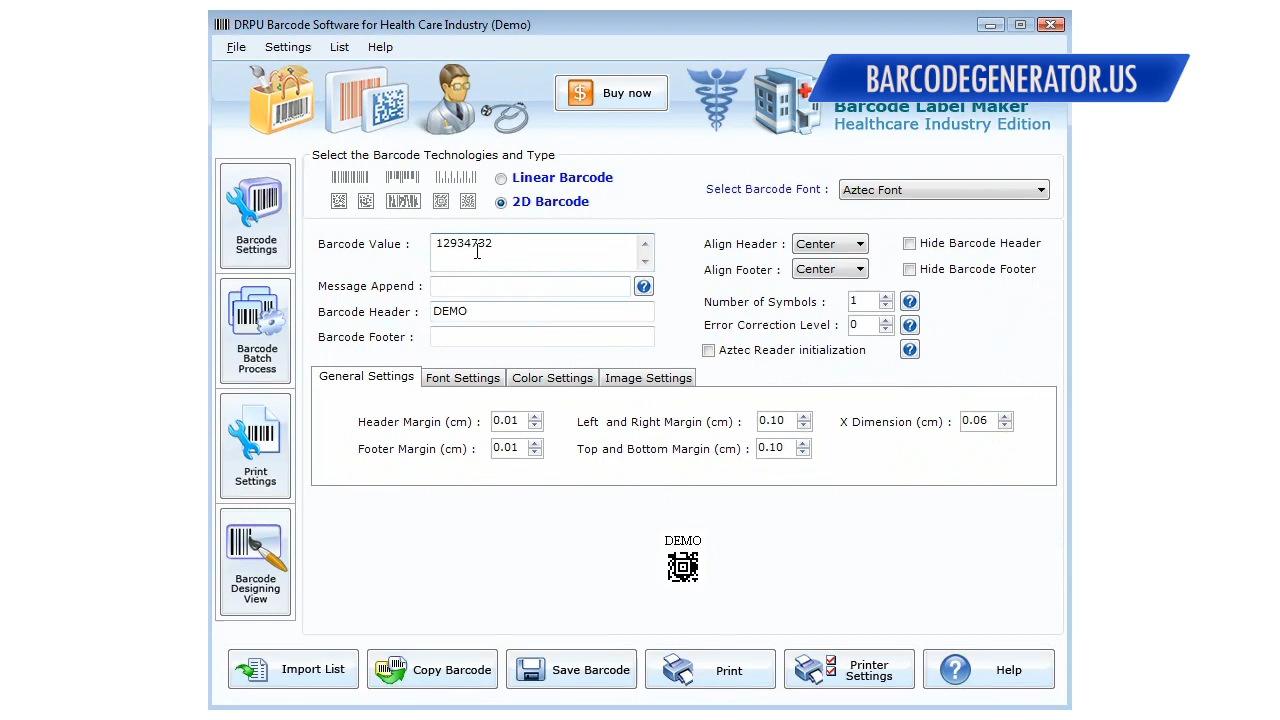 DRPU Barcode Software for Health Care Industry (Demo)
File Settings List Help
BARCODEGENERATOR.US
Buy now
Barcode Label Maker
Healthcare Industry Edition
Select the Barcode Technologies and Type
Linear Barcode
2D Barcode
Select Barcode Font : Aztec Font
Barcode Settings
Barcode Batch Process
Print Settings
Barcode Designing View
Barcode Value : 12934732
Message Append :
Barcode Header : DEMO
Barcode Footer :
Align Header : Center Hide Barcode Header
Align Footer : Center Hide Barcode Footer
Number of Symbols : 1
Error Correction Level : 0
Aztec Reader initialization
General Settings Font Settings Color Settings Image Settings
Header Margin (cm) : 0.01 Left and Right Margin (cm) : 0.10 X Dimension (cm) : 0.06
Footer Margin (cm) : 0.01 Top and Bottom Margin (cm) : 0.10
DEMO
Import List Copy Barcode Save Barcode Print Printer Settings Help